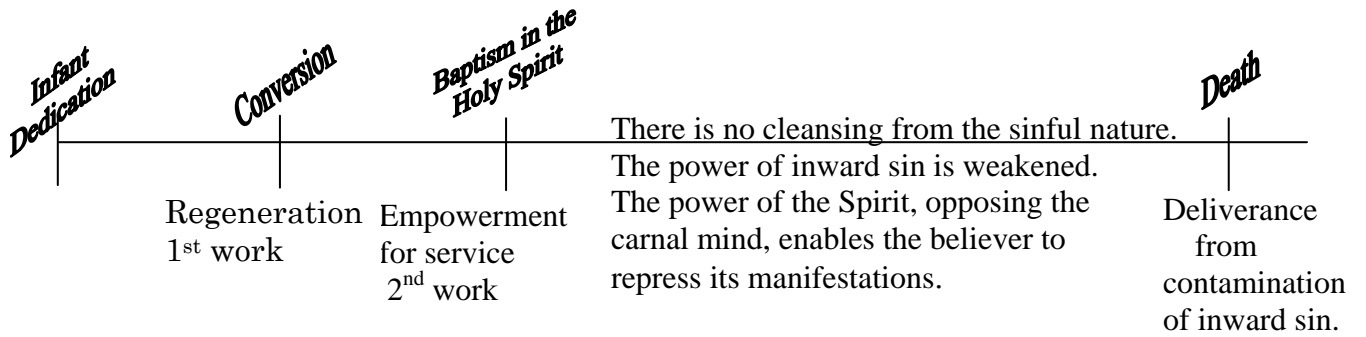 Infant
Dedication
Conversion
Baptism in the
Holy Spirit
Death
There is no cleansing from the sinful nature.
The power of inward sin is weakened.
The power of the Spirit, opposing the
carnal mind, enables the believer to
repress its manifestations.
Regeneration
1st work
Empowerment
for service
2nd work
Deliverance
from
contamination
of inward sin.